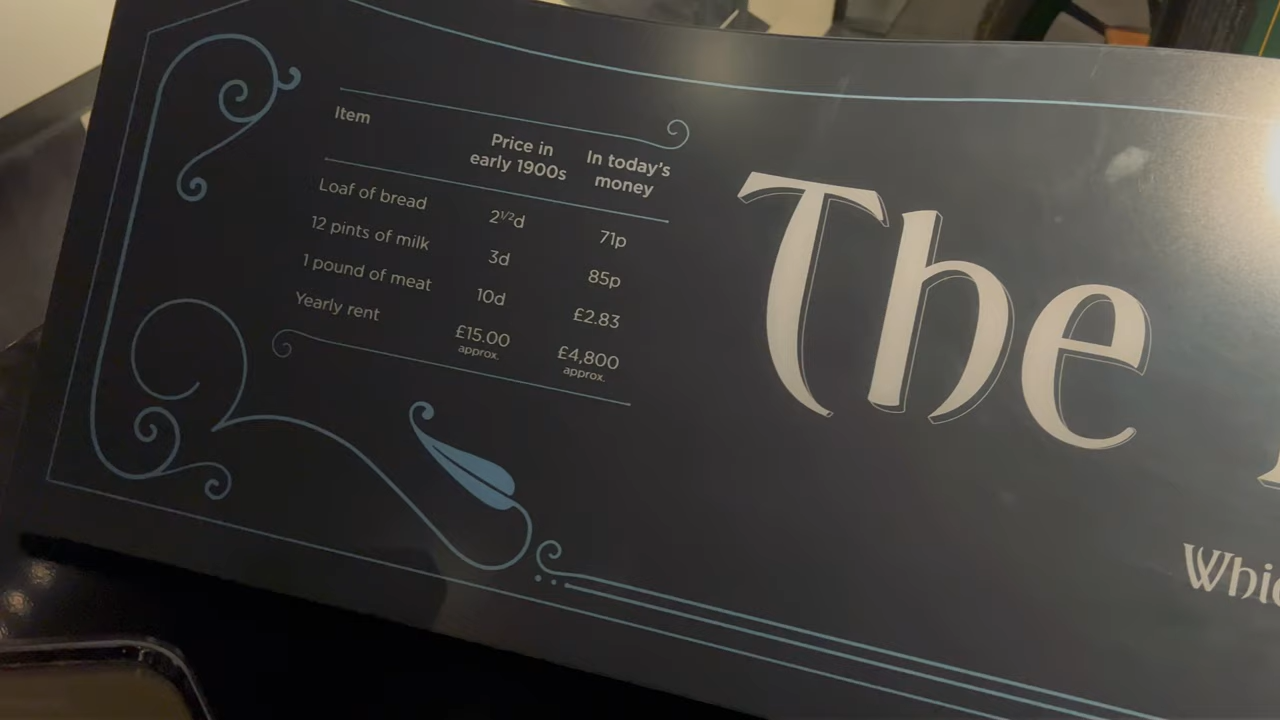 Item Price in early 1900s In today's money
Loaf of bread 2½d 71p
12 pints of milk 3d 85p
1 pound of meat 10d £2.83
Yearly rent £15.00 approx. £4,800 approx.
The